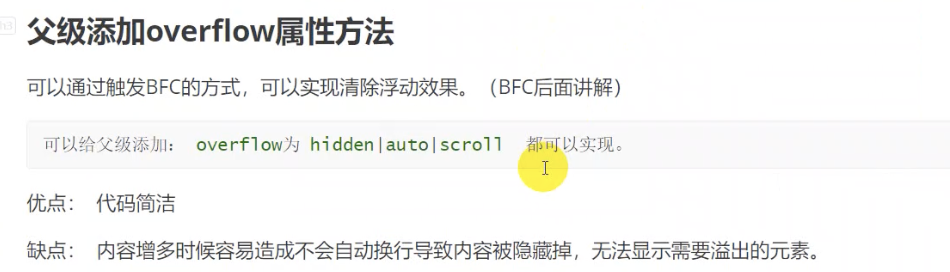 h3
父级添加overflow属性方法
可以通过触发BFC的方式，可以实现清除浮动效果。（BFC后面讲解）
可以给父级添加： overflow为 hidden|auto|scroll 都可以实现。
优点： 代码简洁
缺点： 内容增多时候容易造成不会自动换行导致内容被隐藏掉，无法显示需要溢出的元素。